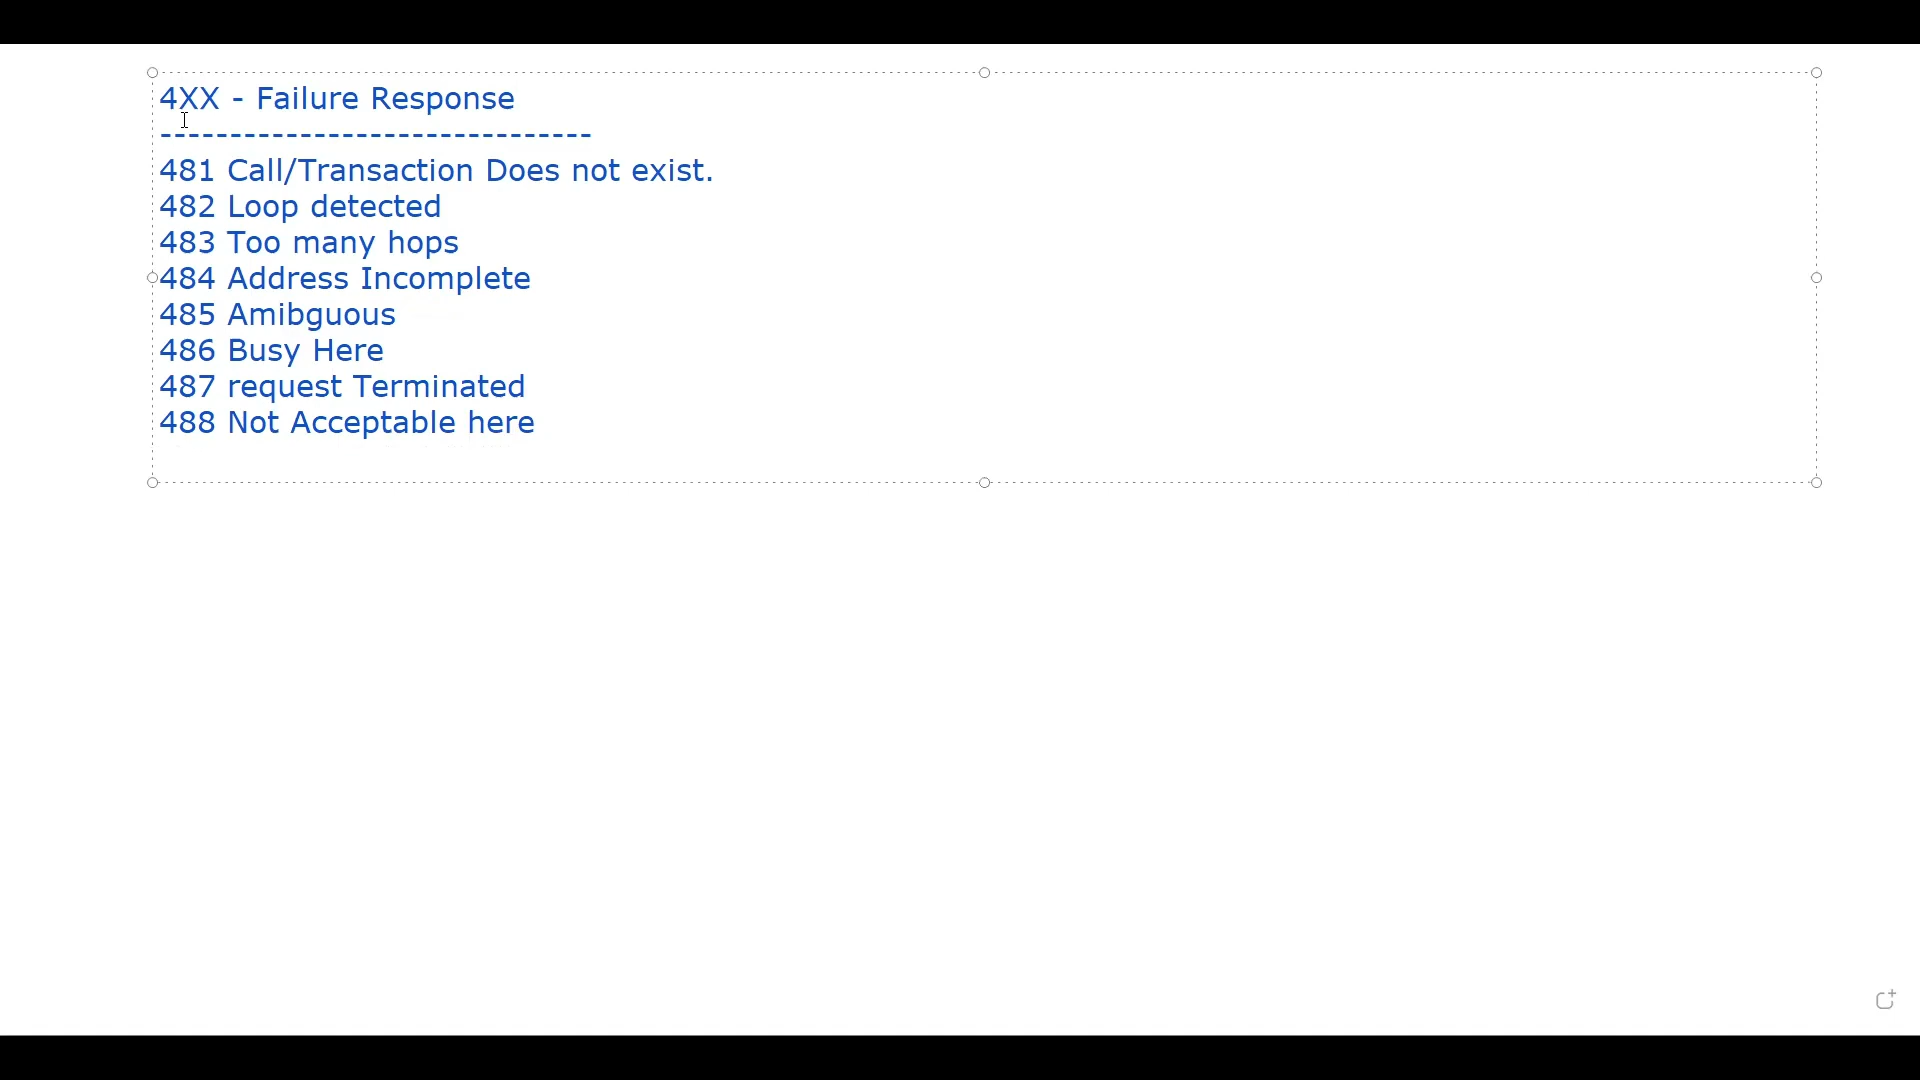 4XX - Failure Response
-------------------------------
481 Call/Transaction Does not exist.
482 Loop detected
483 Too many hops
484 Address Incomplete
485 Amibguous
486 Busy Here
487 request Terminated
488 Not Acceptable here